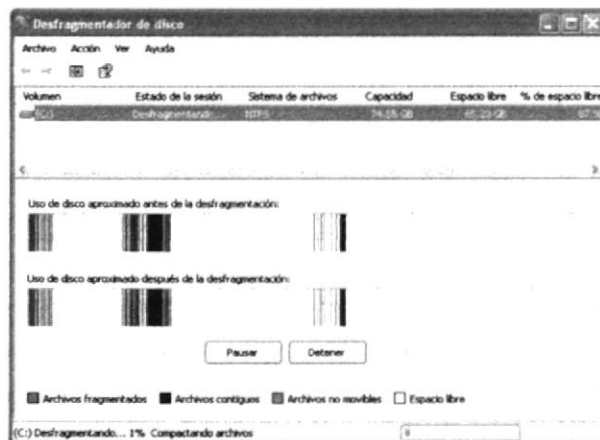 Desfragmentador de disco
Archivo Acción Ver Ayuda
Volumen Estado de la sesión Sistema de archivos Capacidad Espacio libre % de espacio libre
(C:) Desfragmentando... NTFS
Uso de disco aproximado antes de la desfragmentación:
Uso de disco aproximado después de la desfragmentación:
Pausar Detener
Archivos fragmentados Archivos contiguos Archivos no movibles Espacio libre
(C:) Desfragmentando... 1% Compactando archivos